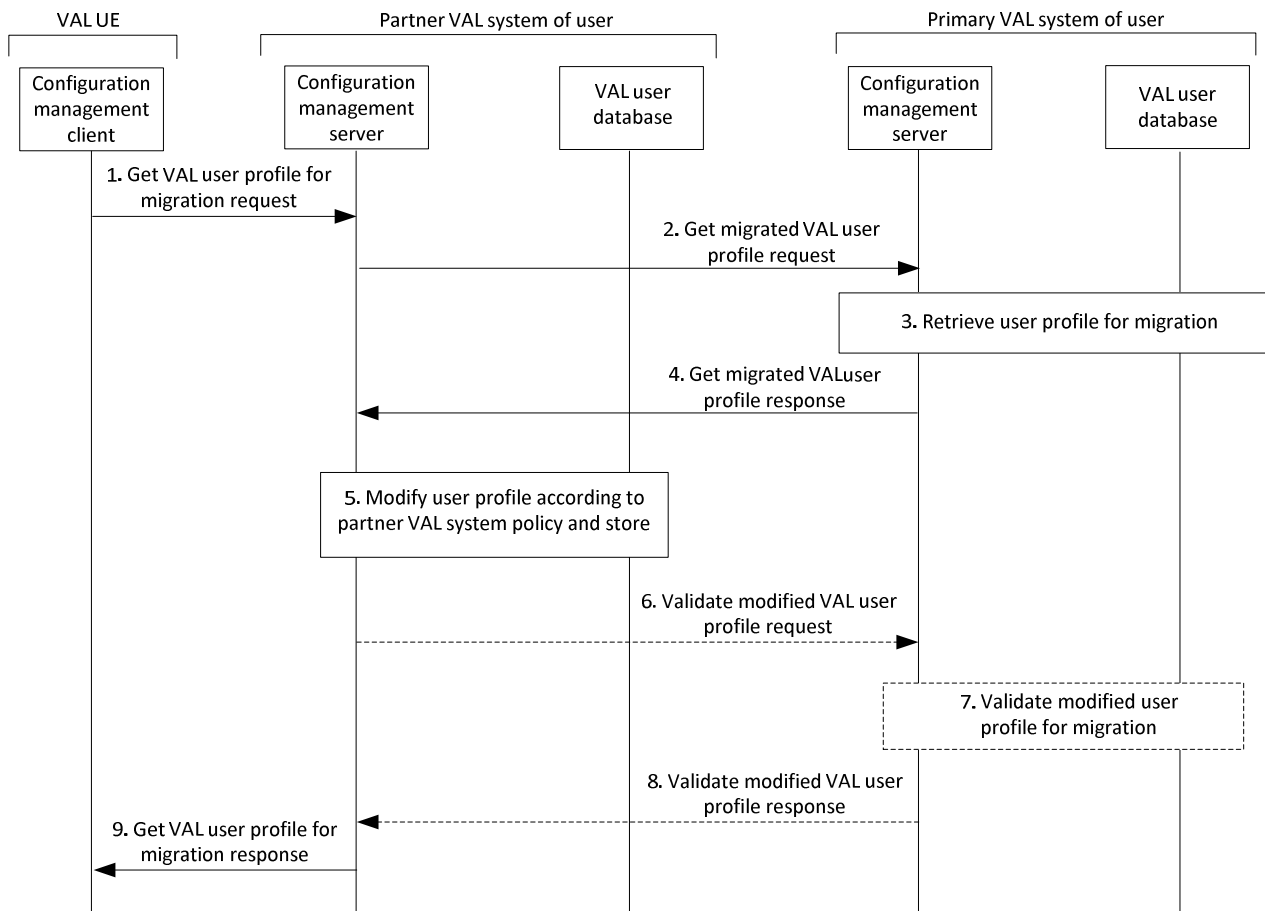 VAL UE
Partner VAL system of user
Primary VAL system of user
Configuration
management
client
Configuration
management
server
VAL user
database
Configuration
management
server
VAL user
database
1. Get VAL user profile for
migration request
2. Get migrated VAL user
profile request
3. Retrieve user profile for migration
4. Get migrated VALuser
profile response
5. Modify user profile according to
partner VAL system policy and store
6. Validate modified VAL user
profile request
7. Validate modified user
profile for migration
8. Validate modified VAL user
profile response
9. Get VAL user profile for
migration response